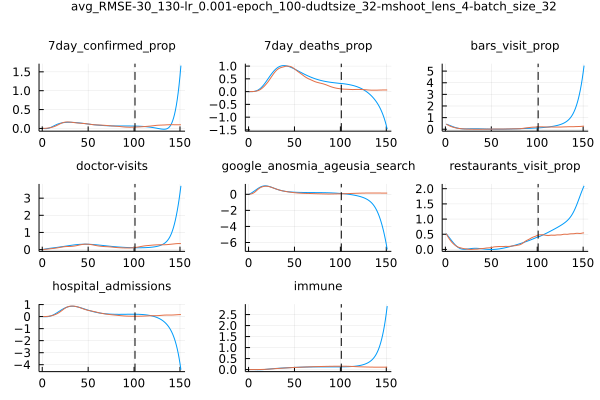 avg_RMSE-30_130-lr_0.001-epoch_100-dudtsize_32-mshoot_lens_4-batch_size_32
7day_confirmed_prop
1.5
1.0
0.5
0.0
0 50 100 150
7day_deaths_prop
1.0
0.5
0.0
−0.5
−1.0
−1.5
0 50 100 150
bars_visit_prop
5
4
3
2
1
0
0 50 100 150
doctor-visits
3
2
1
0
0 50 100 150
google_anosmia_ageusia_search
0
−2
−4
−6
0 50 100 150
restaurants_visit_prop
2.0
1.5
1.0
0.5
0.0
0 50 100 150
hospital_admissions
1
0
−1
−2
−3
−4
0 50 100 150
immune
2.5
2.0
1.5
1.0
0.5
0.0
0 50 100 150